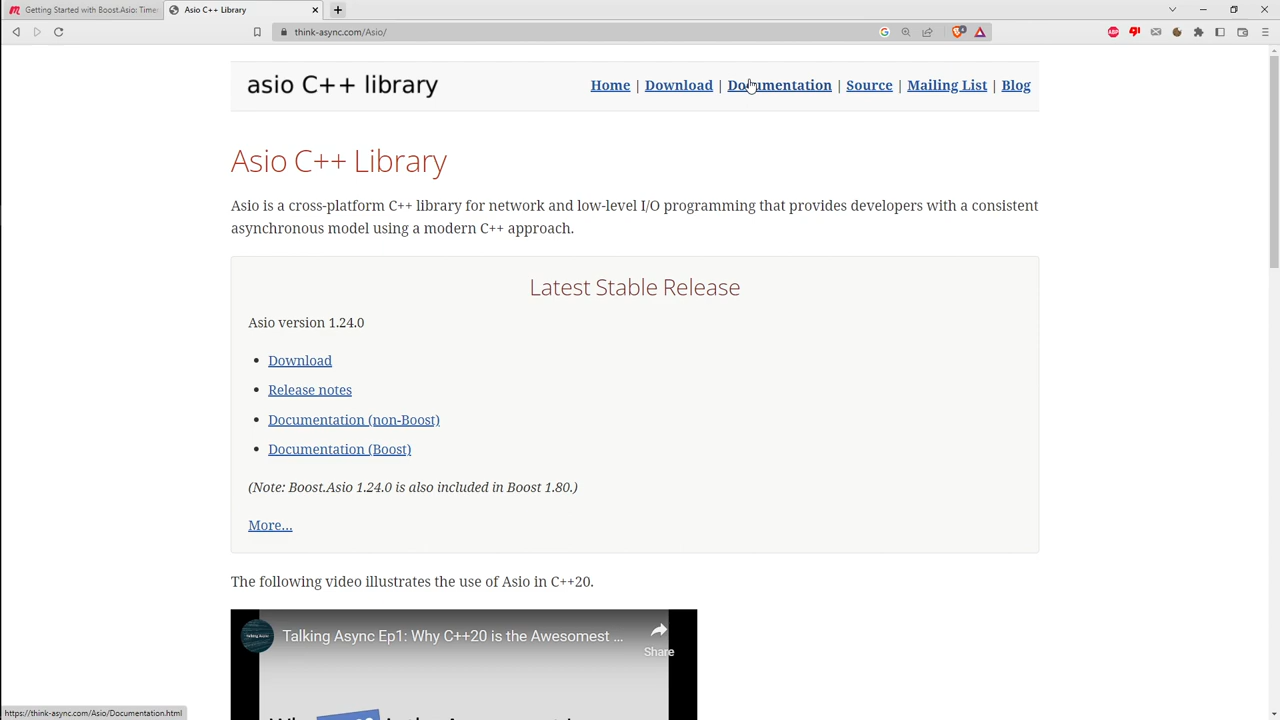 Getting Started with Boost.Asio: Time
Asio C++ Library
think-async.com/Asio/
asio C++ library
Home | Download | Documentation | Source | Mailing List | Blog
Asio C++ Library
Asio is a cross-platform C++ library for network and low-level I/O programming that provides developers with a consistent
asynchronous model using a modern C++ approach.
Latest Stable Release
Asio version 1.24.0
Download
Release notes
Documentation (non-Boost)
Documentation (Boost)
(Note: Boost.Asio 1.24.0 is also included in Boost 1.80.)
More...
The following video illustrates the use of Asio in C++20.
Talking Async Ep1: Why C++20 is the Awesomest ...
Share
https://think-async.com/Asio/Documentation.html